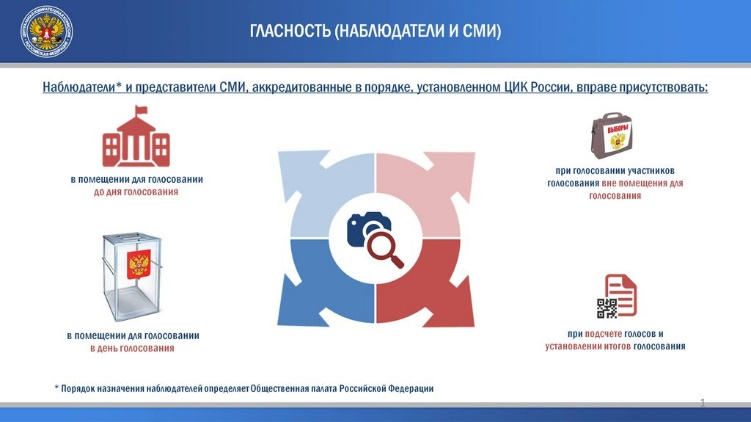 ГЛАСНОСТЬ (НАБЛЮДАТЕЛИ И СМИ)
Наблюдатели* и представители СМИ, аккредитованные в порядке, установленном ЦИК России, вправе присутствовать:
в помещении для голосования
до дня голосования
ВЫБОРЫ
при голосовании участников
голосования вне помещения для
голосования
в помещении для голосования
в день голосования
при подсчете голосов и
установлении итогов голосования
* Порядок назначения наблюдателей определяет Общественная палата Российской Федерации
1